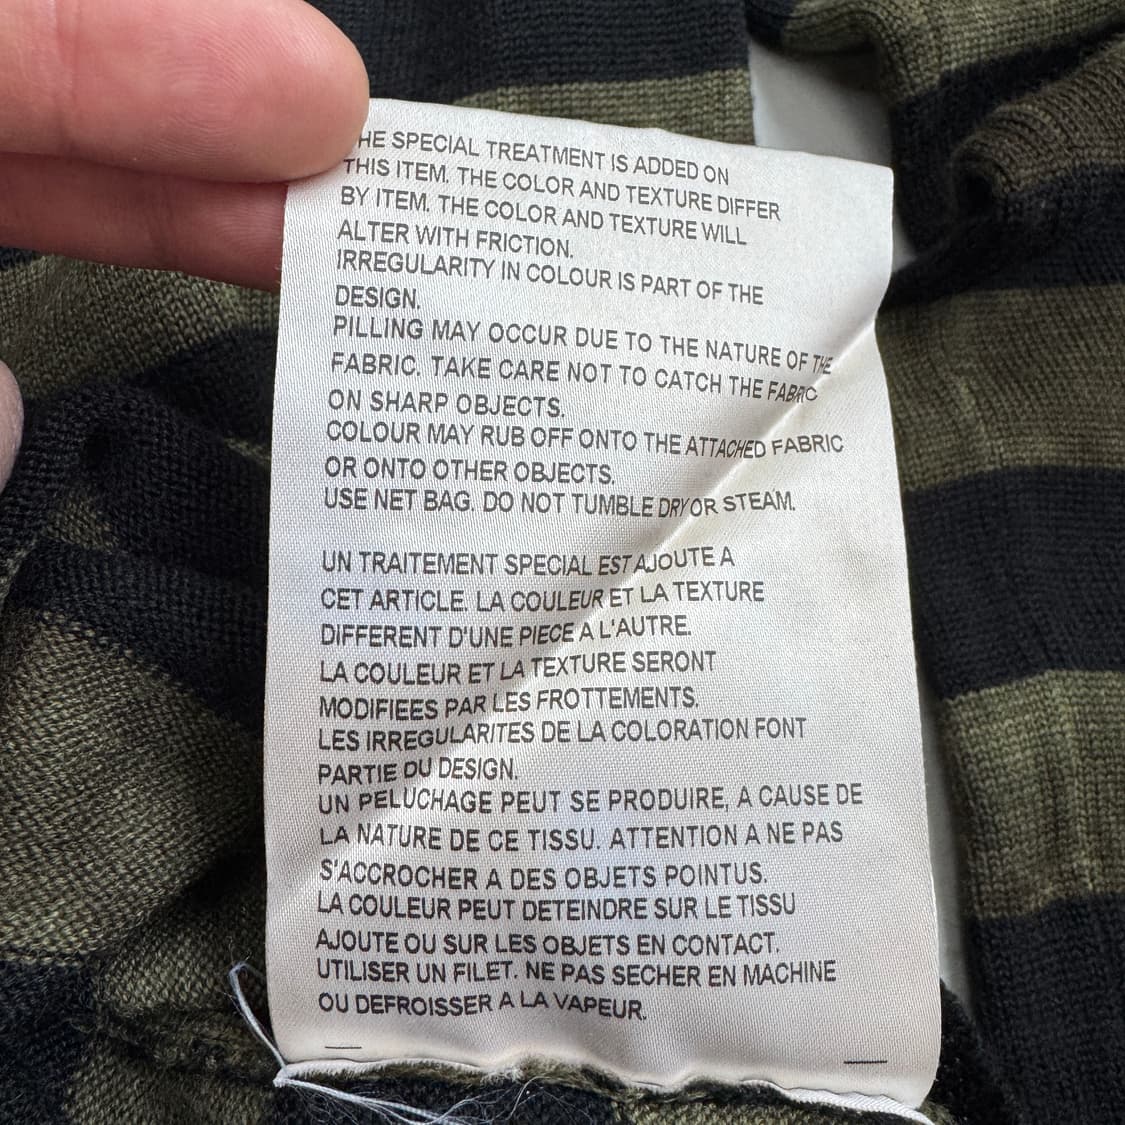 THE SPECIAL TREATMENT IS ADDED ON
THIS ITEM. THE COLOR AND TEXTURE DIFFER
BY ITEM. THE COLOR AND TEXTURE WILL
ALTER WITH FRICTION.
IRREGULARITY IN COLOUR IS PART OF THE
DESIGN.
PILLING MAY OCCUR DUE TO THE NATURE OF THE
FABRIC. TAKE CARE NOT TO CATCH THE FABRIC
ON SHARP OBJECTS.
COLOUR MAY RUB OFF ONTO THE ATTACHED FABRIC
OR ONTO OTHER OBJECTS.
USE NET BAG. DO NOT TUMBLE DRY OR STEAM.
UN TRAITEMENT SPECIAL EST AJOUTE A
CET ARTICLE. LA COULEUR ET LA TEXTURE
DIFFERENT D'UNE PIECE A L'AUTRE.
LA COULEUR ET LA TEXTURE SERONT
MODIFIEES PAR LES FROTTEMENTS.
LES IRREGULARITES DE LA COLORATION FONT
PARTIE DU DESIGN.
UN PELUCHAGE PEUT SE PRODUIRE, A CAUSE DE
LA NATURE DE CE TISSU. ATTENTION A NE PAS
S'ACCROCHER A DES OBJETS POINTUS.
LA COULEUR PEUT DETEINDRE SUR LE TISSU
AJOUTE OU SUR LES OBJETS EN CONTACT.
UTILISER UN FILET. NE PAS SECHER EN MACHINE
OU DEFROISSER A LA VAPEUR.